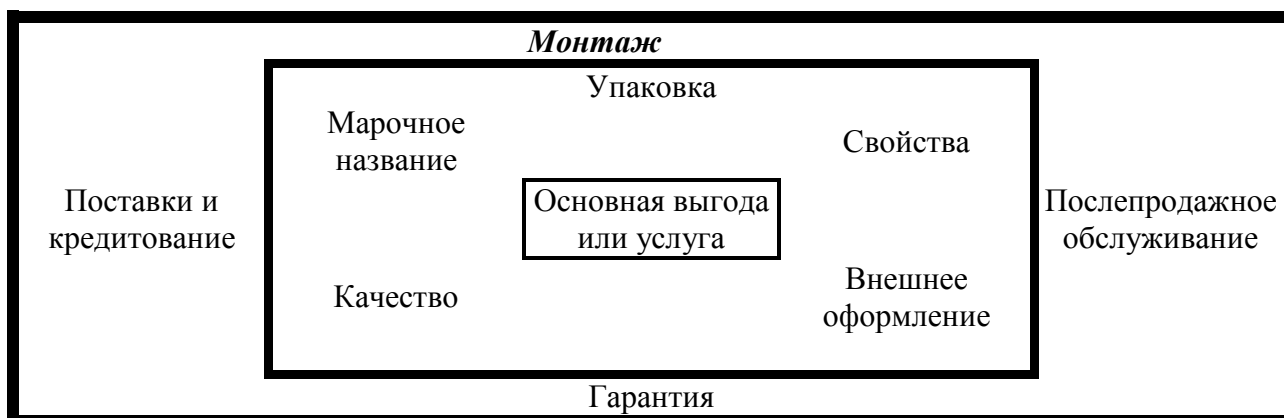 Монтаж
Упаковка
Марочное
название
Свойства
Поставки и
кредитование
Основная выгода
или услуга
Послепродажное
обслуживание
Качество
Внешнее
оформление
Гарантия